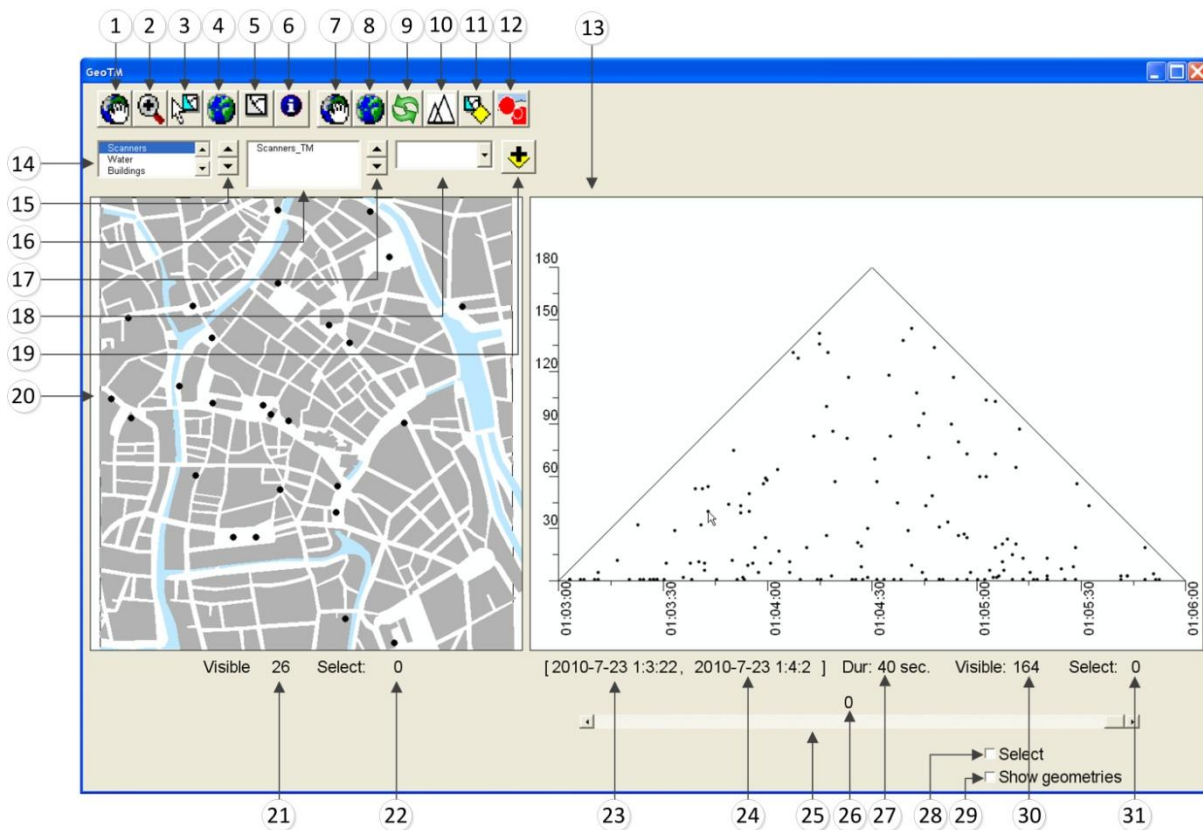 1 2 3 4 5 6 7 8 9 10 11 12 13
GeoTM
14 Scanners Scanners_TM
Water
Buildings
15
16
17
18
19
20
180
150
120
90
60
30
01:03:00 01:03:30 01:04:00 01:04:30 01:05:00 01:05:30 01:06:00
Visible 26 Select: 0 [ 2010-7-23 1:3:22 , 2010-7-23 1:4:2 ] Dur: 40 sec. Visible: 164 Select: 0
0
Select
Show geometries
21 22 23 24 25 26 27 28 29 30 31